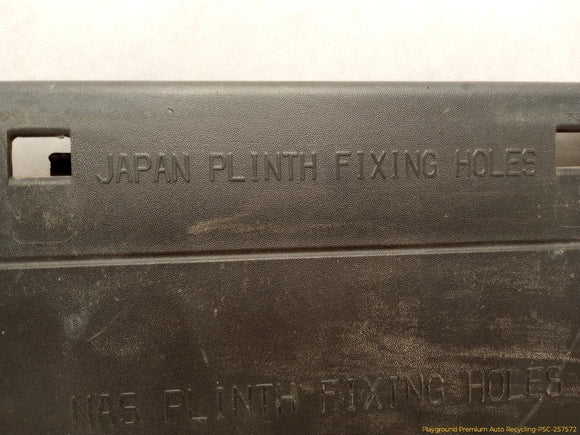 JAPAN PLINTH FIXING HOLES
NAS PLINTH FIXING HOLES
Playground Premium Auto Recycling-PSC-257572